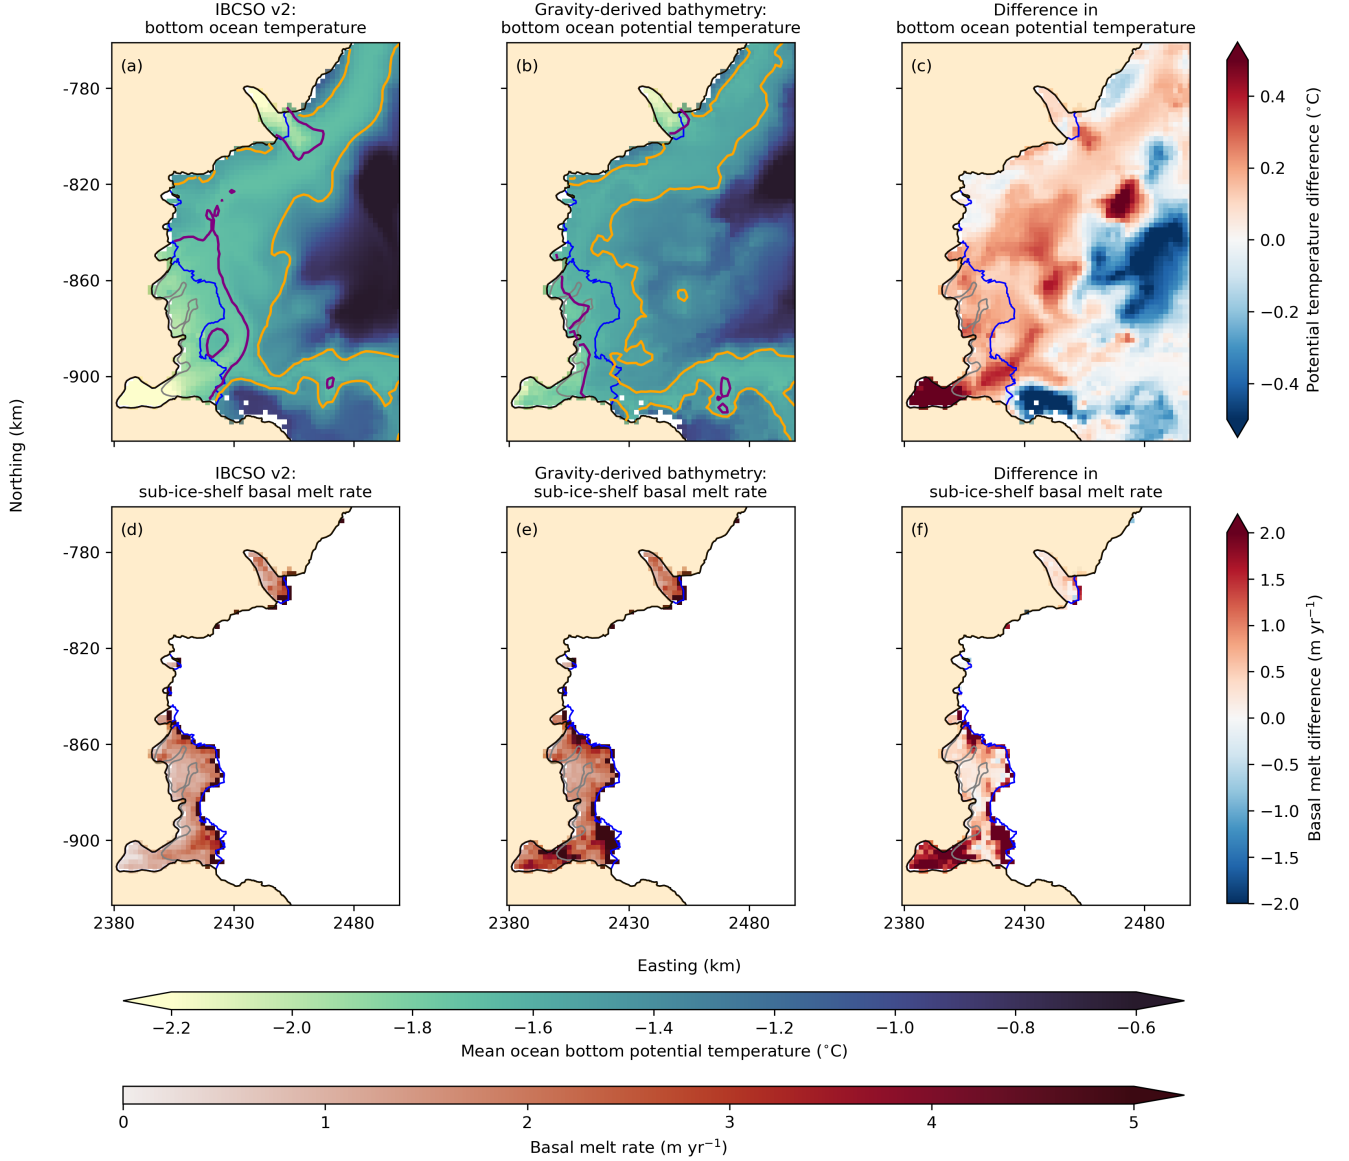 IBCSO v2:
bottom ocean temperature
Gravity-derived bathymetry:
bottom ocean potential temperature
Difference in
bottom ocean potential temperature
(a)
(b)
(c)
-780
-820
-860
-900
0.4
0.2
0.0
−0.2
−0.4
Potential temperature difference (°C)
Northing (km)
IBCSO v2:
sub-ice-shelf basal melt rate
Gravity-derived bathymetry:
sub-ice-shelf basal melt rate
Difference in
sub-ice-shelf basal melt rate
(d)
(e)
(f)
-780
-820
-860
-900
2.0
1.5
1.0
0.5
0.0
−0.5
−1.0
−1.5
−2.0
Basal melt difference (m yr⁻¹)
2380 2430 2480
2380 2430 2480
2380 2430 2480
Easting (km)
−2.2 −2.0 −1.8 −1.6 −1.4 −1.2 −1.0 −0.8 −0.6
Mean ocean bottom potential temperature (°C)
0 1 2 3 4 5
Basal melt rate (m yr⁻¹)